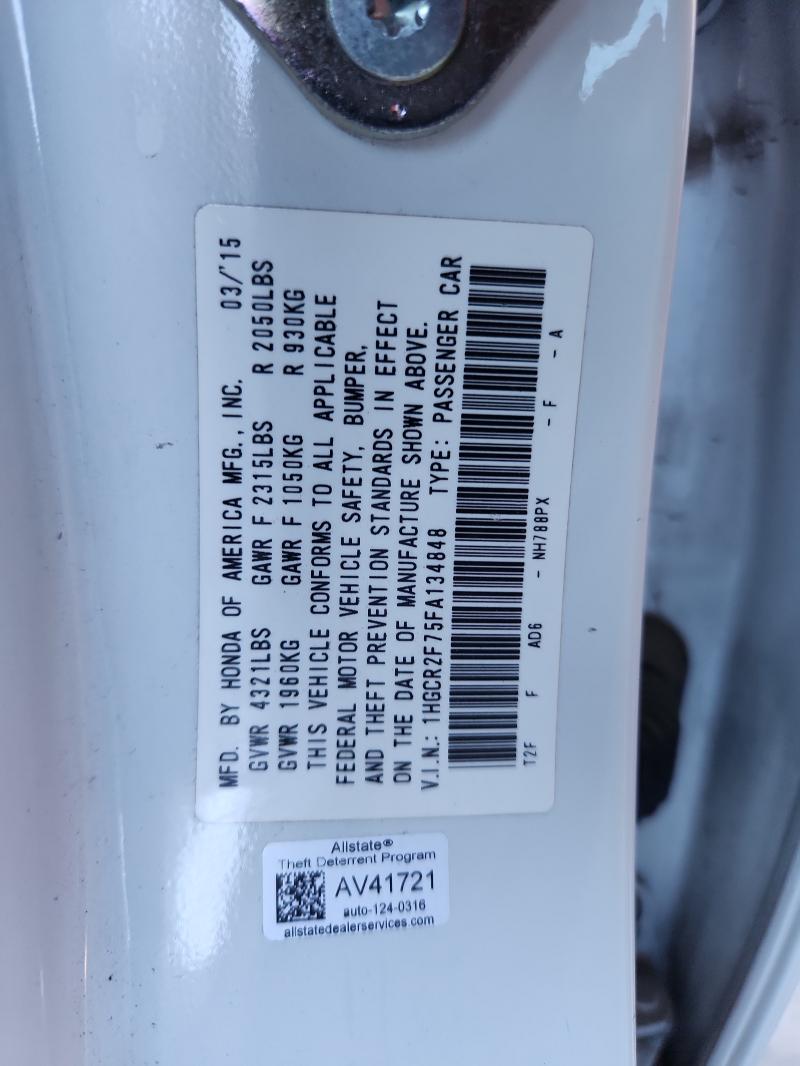 MFD. BY HONDA OF AMERICA MFG., INC. 03/'15
GVWR 4321LBS GAWR F 2315LBS R 2050LBS
GVWR 1960KG GAWR F 1050KG R 930KG
THIS VEHICLE CONFORMS TO ALL APPLICABLE
FEDERAL MOTOR VEHICLE SAFETY, BUMPER,
AND THEFT PREVENTION STANDARDS IN EFFECT
ON THE DATE OF MANUFACTURE SHOWN ABOVE.
V.I.N.: 1HGCR2F75FA134848 TYPE: PASSENGER CAR
T2F F AD6 - NH788PX - F - A
Allstate®
Theft Deterrent Program
AV41721
auto-124-0316
allstatedealerservices.com